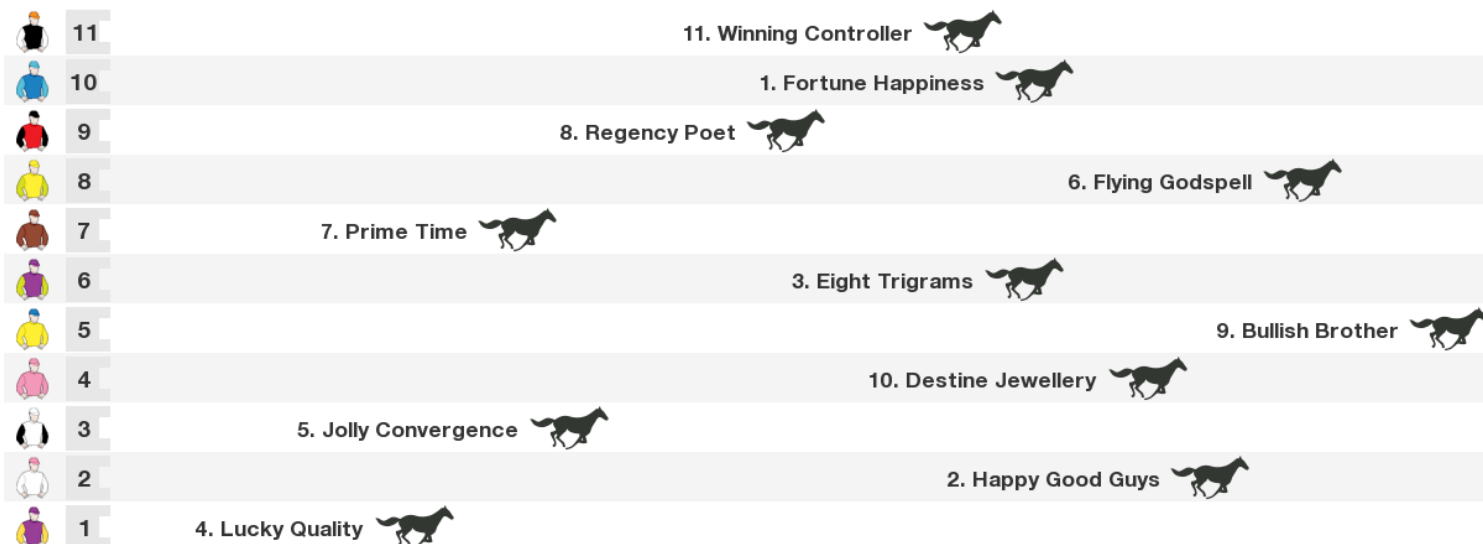 11 11. Winning Controller
10 1. Fortune Happiness
9 8. Regency Poet
8 6. Flying Godspell
7 7. Prime Time
6 3. Eight Trigrams
5 9. Bullish Brother
4 10. Destine Jewellery
3 5. Jolly Convergence
2 2. Happy Good Guys
1 4. Lucky Quality